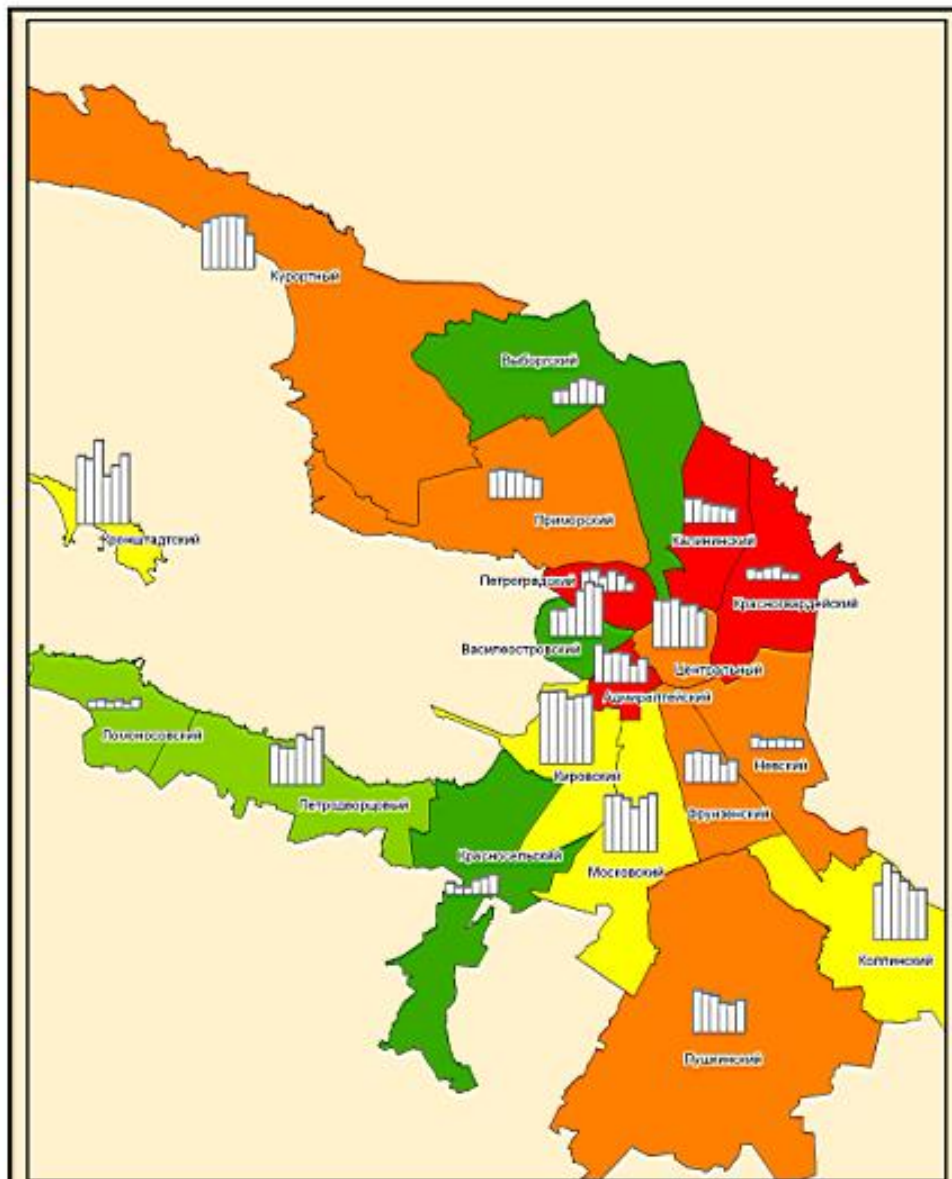 Курортный
Выборгский
Приморский
Кронштадтский
Калининский
Петроградский
Красногвардейский
Василеостровский
Центральный
Адмиралтейский
Ломоносовский
Петродворцовый
Кировский
Невский
Фрунзенский
Красносельский
Московский
Колпинский
Пушкинский